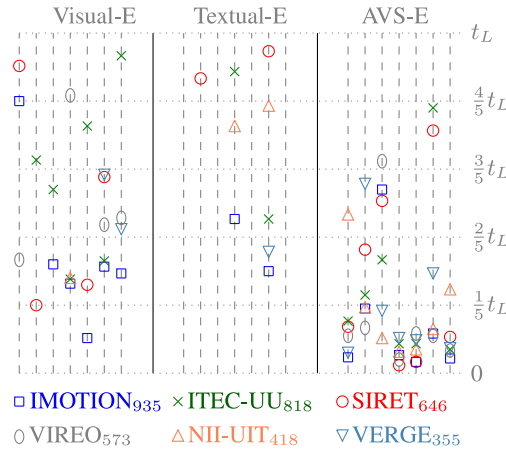 Visual-E Textual-E AVS-E
t_L
4/5 t_L
3/5 t_L
2/5 t_L
1/5 t_L
0
IMOTION935 ITEC-UU818 SIRET646
VIREO573 NII-UIT418 VERGE355